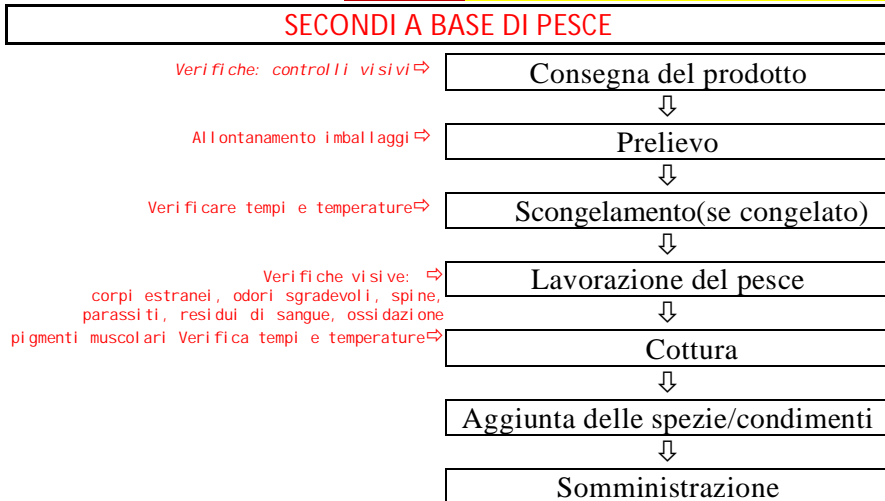 SECONDI A BASE DI PESCE
Verifiche: controlli visivi⇨ Consegna del prodotto
⇩
Allontanamento imballaggi⇨ Prelievo
⇩
Verificare tempi e temperature⇨ Scongelamento(se congelato)
⇩
Verifiche visive: ⇨ Lavorazione del pesce
corpi estranei, odori sgradevoli, spine,
parassiti, residui di sangue, ossidazione
⇩
pigmenti muscolari Verifica tempi e temperature⇨ Cottura
⇩
Aggiunta delle spezie/condimenti
⇩
Somministrazione